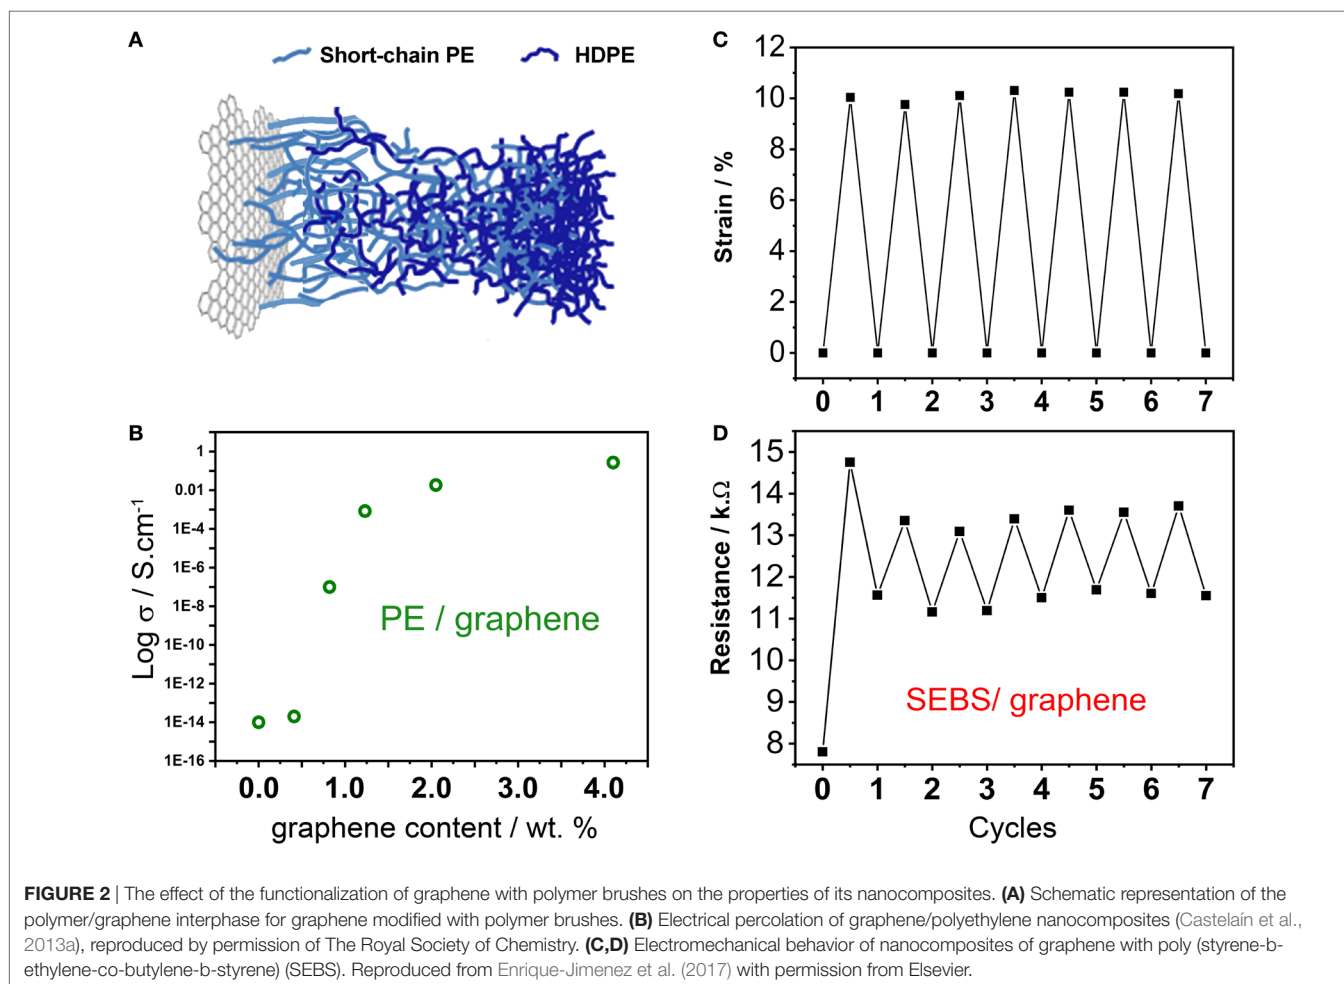 A
Short-chain PE
HDPE
B
1
0.01
1E-4
1E-6
1E-8
1E-10
1E-12
1E-14
1E-16
Log σ / S.cm-1
PE / graphene
0.0 1.0 2.0 3.0 4.0
graphene content / wt. %
C
12
10
8
6
4
2
0
Strain / %
0 1 2 3 4 5 6 7
D
15
14
13
12
11
10
9
8
Resistance / k.Ω
SEBS/ graphene
0 1 2 3 4 5 6 7
Cycles
FIGURE 2 | The effect of the functionalization of graphene with polymer brushes on the properties of its nanocomposites. (A) Schematic representation of the
polymer/graphene interphase for graphene modified with polymer brushes. (B) Electrical percolation of graphene/polyethylene nanocomposites (Castelaín et al.,
2013a), reproduced by permission of The Royal Society of Chemistry. (C,D) Electromechanical behavior of nanocomposites of graphene with poly (styrene-b-
ethylene-co-butylene-b-styrene) (SEBS). Reproduced from Enrique-Jimenez et al. (2017) with permission from Elsevier.